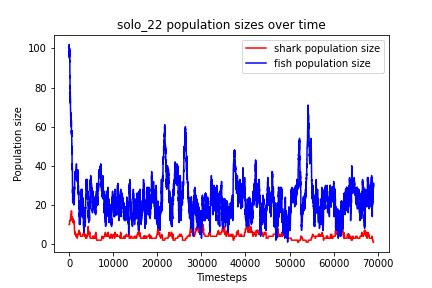 solo_22 population sizes over time
shark population size
fish population size
100
80
60
40
20
0
Population size
0 10000 20000 30000 40000 50000 60000 70000
Timesteps